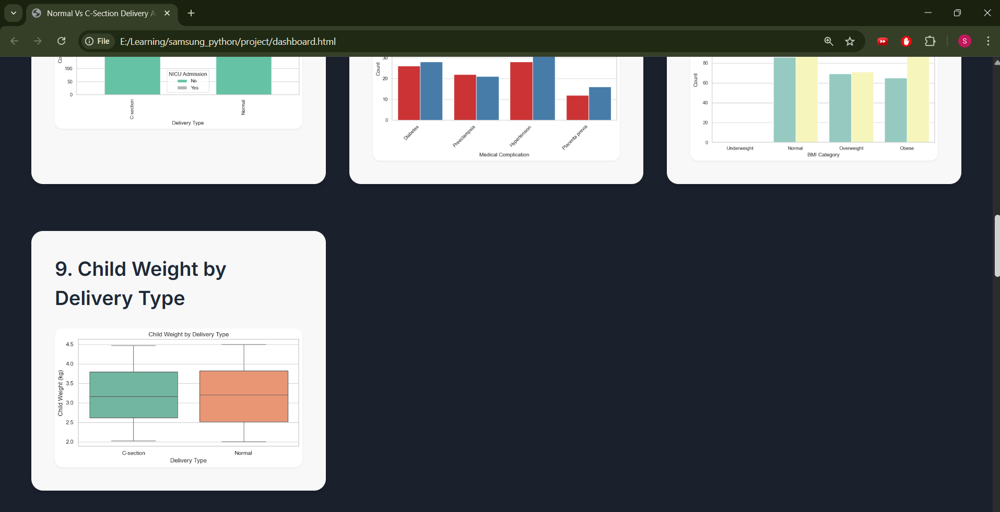 Normal Vs C-Section Delivery A
File
E:/Learning/samsung_python/project/dashboard.html
S
100
50
0
NICU Admission
No
Yes
C-section
Normal
Delivery Type
Count
30
20
10
0
Diabetes
Preeclampsia
Hypertension
Placenta previa
Medical Complication
Count
80
60
40
20
0
Underweight
Normal
Overweight
Obese
BMI Category
9. Child Weight by
Delivery Type
Child Weight by Delivery Type
Child Weight (kg)
4.5
4.0
3.5
3.0
2.5
2.0
C-section
Normal
Delivery Type